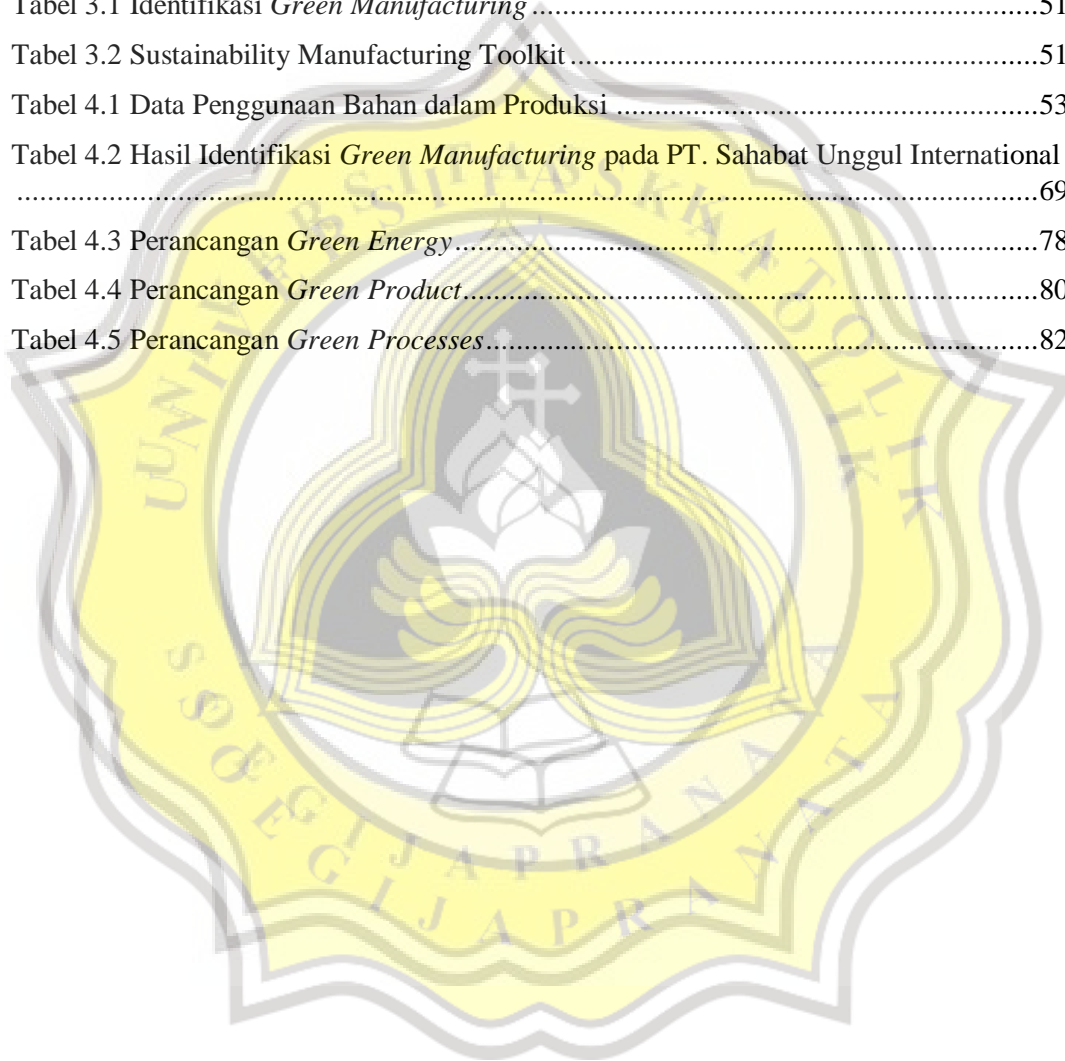 Tabel 3.1 Identifikasi Green Manufacturing........................................................................51
Tabel 3.2 Sustainability Manufacturing Toolkit..................................................................51
Tabel 4.1 Data Penggunaan Bahan dalam Produksi ............................................................53
Tabel 4.2 Hasil Identifikasi Green Manufacturing pada PT. Sahabat Unggul International
.............................................................................................................................................69
Tabel 4.3 Perancangan Green Energy..................................................................................78
Tabel 4.4 Perancangan Green Product.................................................................................80
Tabel 4.5 Perancangan Green Processes..............................................................................82
UNIVERSITAS KATOLIK
SOEGIJAPRANATA